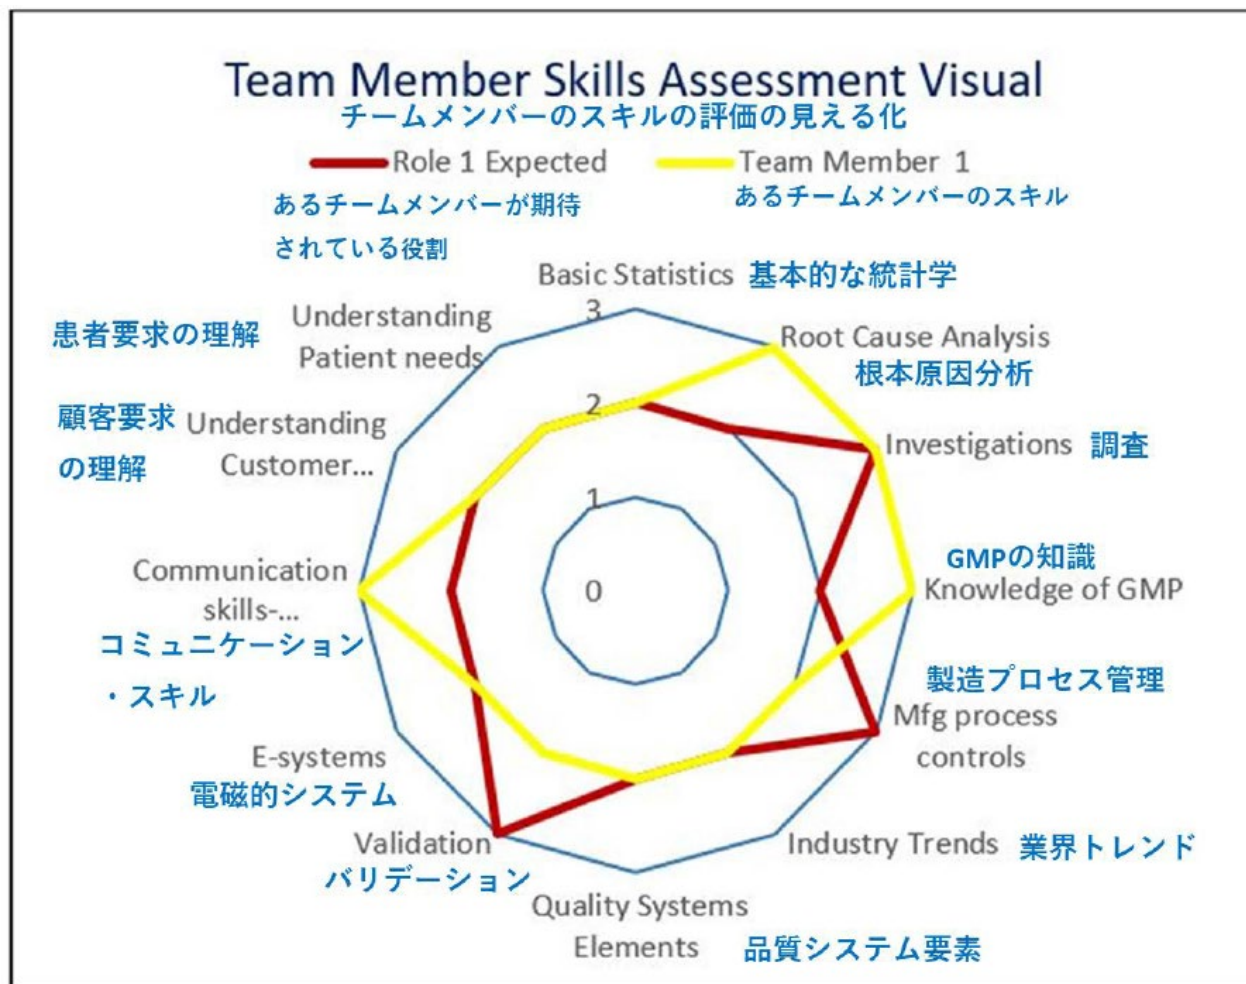 Team Member Skills Assessment Visual
チームメンバーのスキルの評価の見える化
Role 1 Expected
Team Member 1
あるチームメンバーが期待
されている役割
あるチームメンバーのスキル
Basic Statistics
基本的な統計学
3
Root Cause Analysis
根本原因分析
Investigations
調査
GMPの知識
Knowledge of GMP
製造プロセス管理
Mfg process
controls
Industry Trends
業界トレンド
Quality Systems
Elements
品質システム要素
Validation
バリデーション
E-systems
電磁的システム
Communication
skills-...
コミュニケーション
・スキル
Understanding
Customer...
顧客要求
の理解
Understanding
Patient needs
患者要求の理解
2
1
0